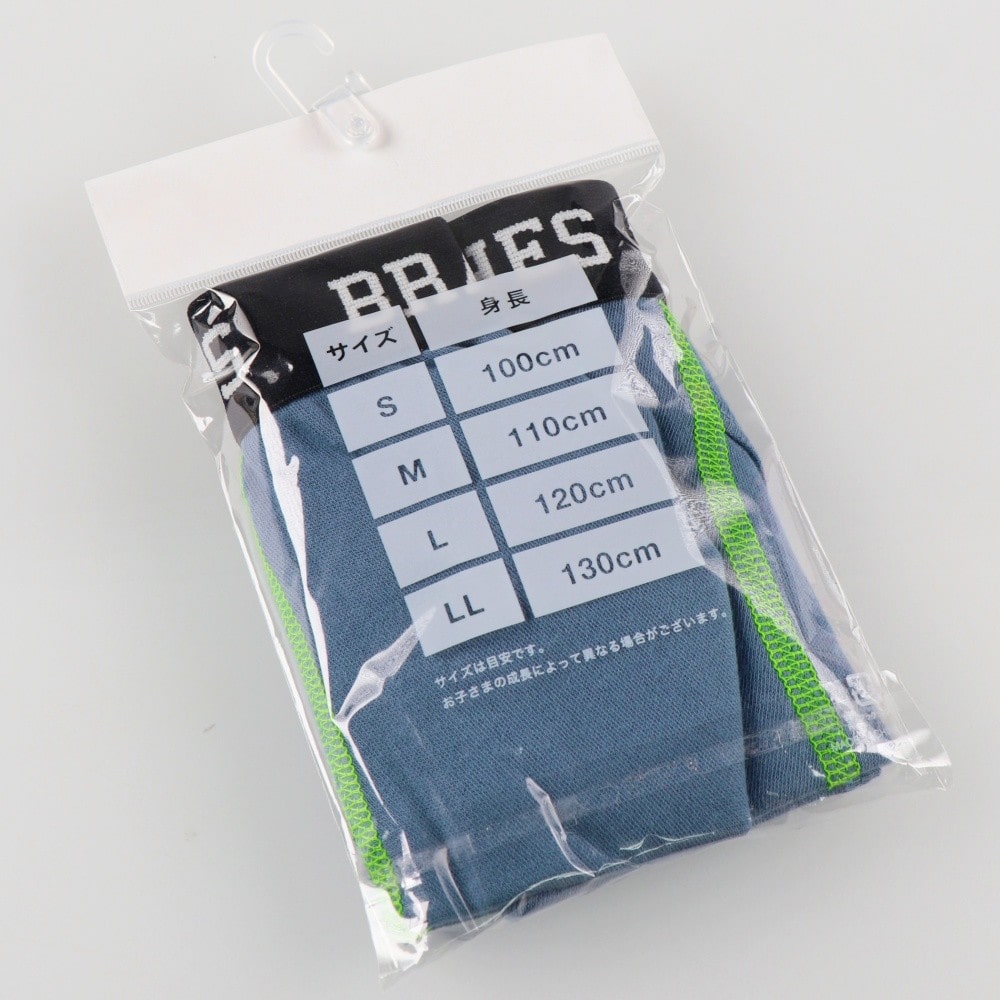 サイズ 身長
S 100cm
M 110cm
L 120cm
LL 130cm
サイズは目安です。
お子さまの成長によって異なる場合がございます。